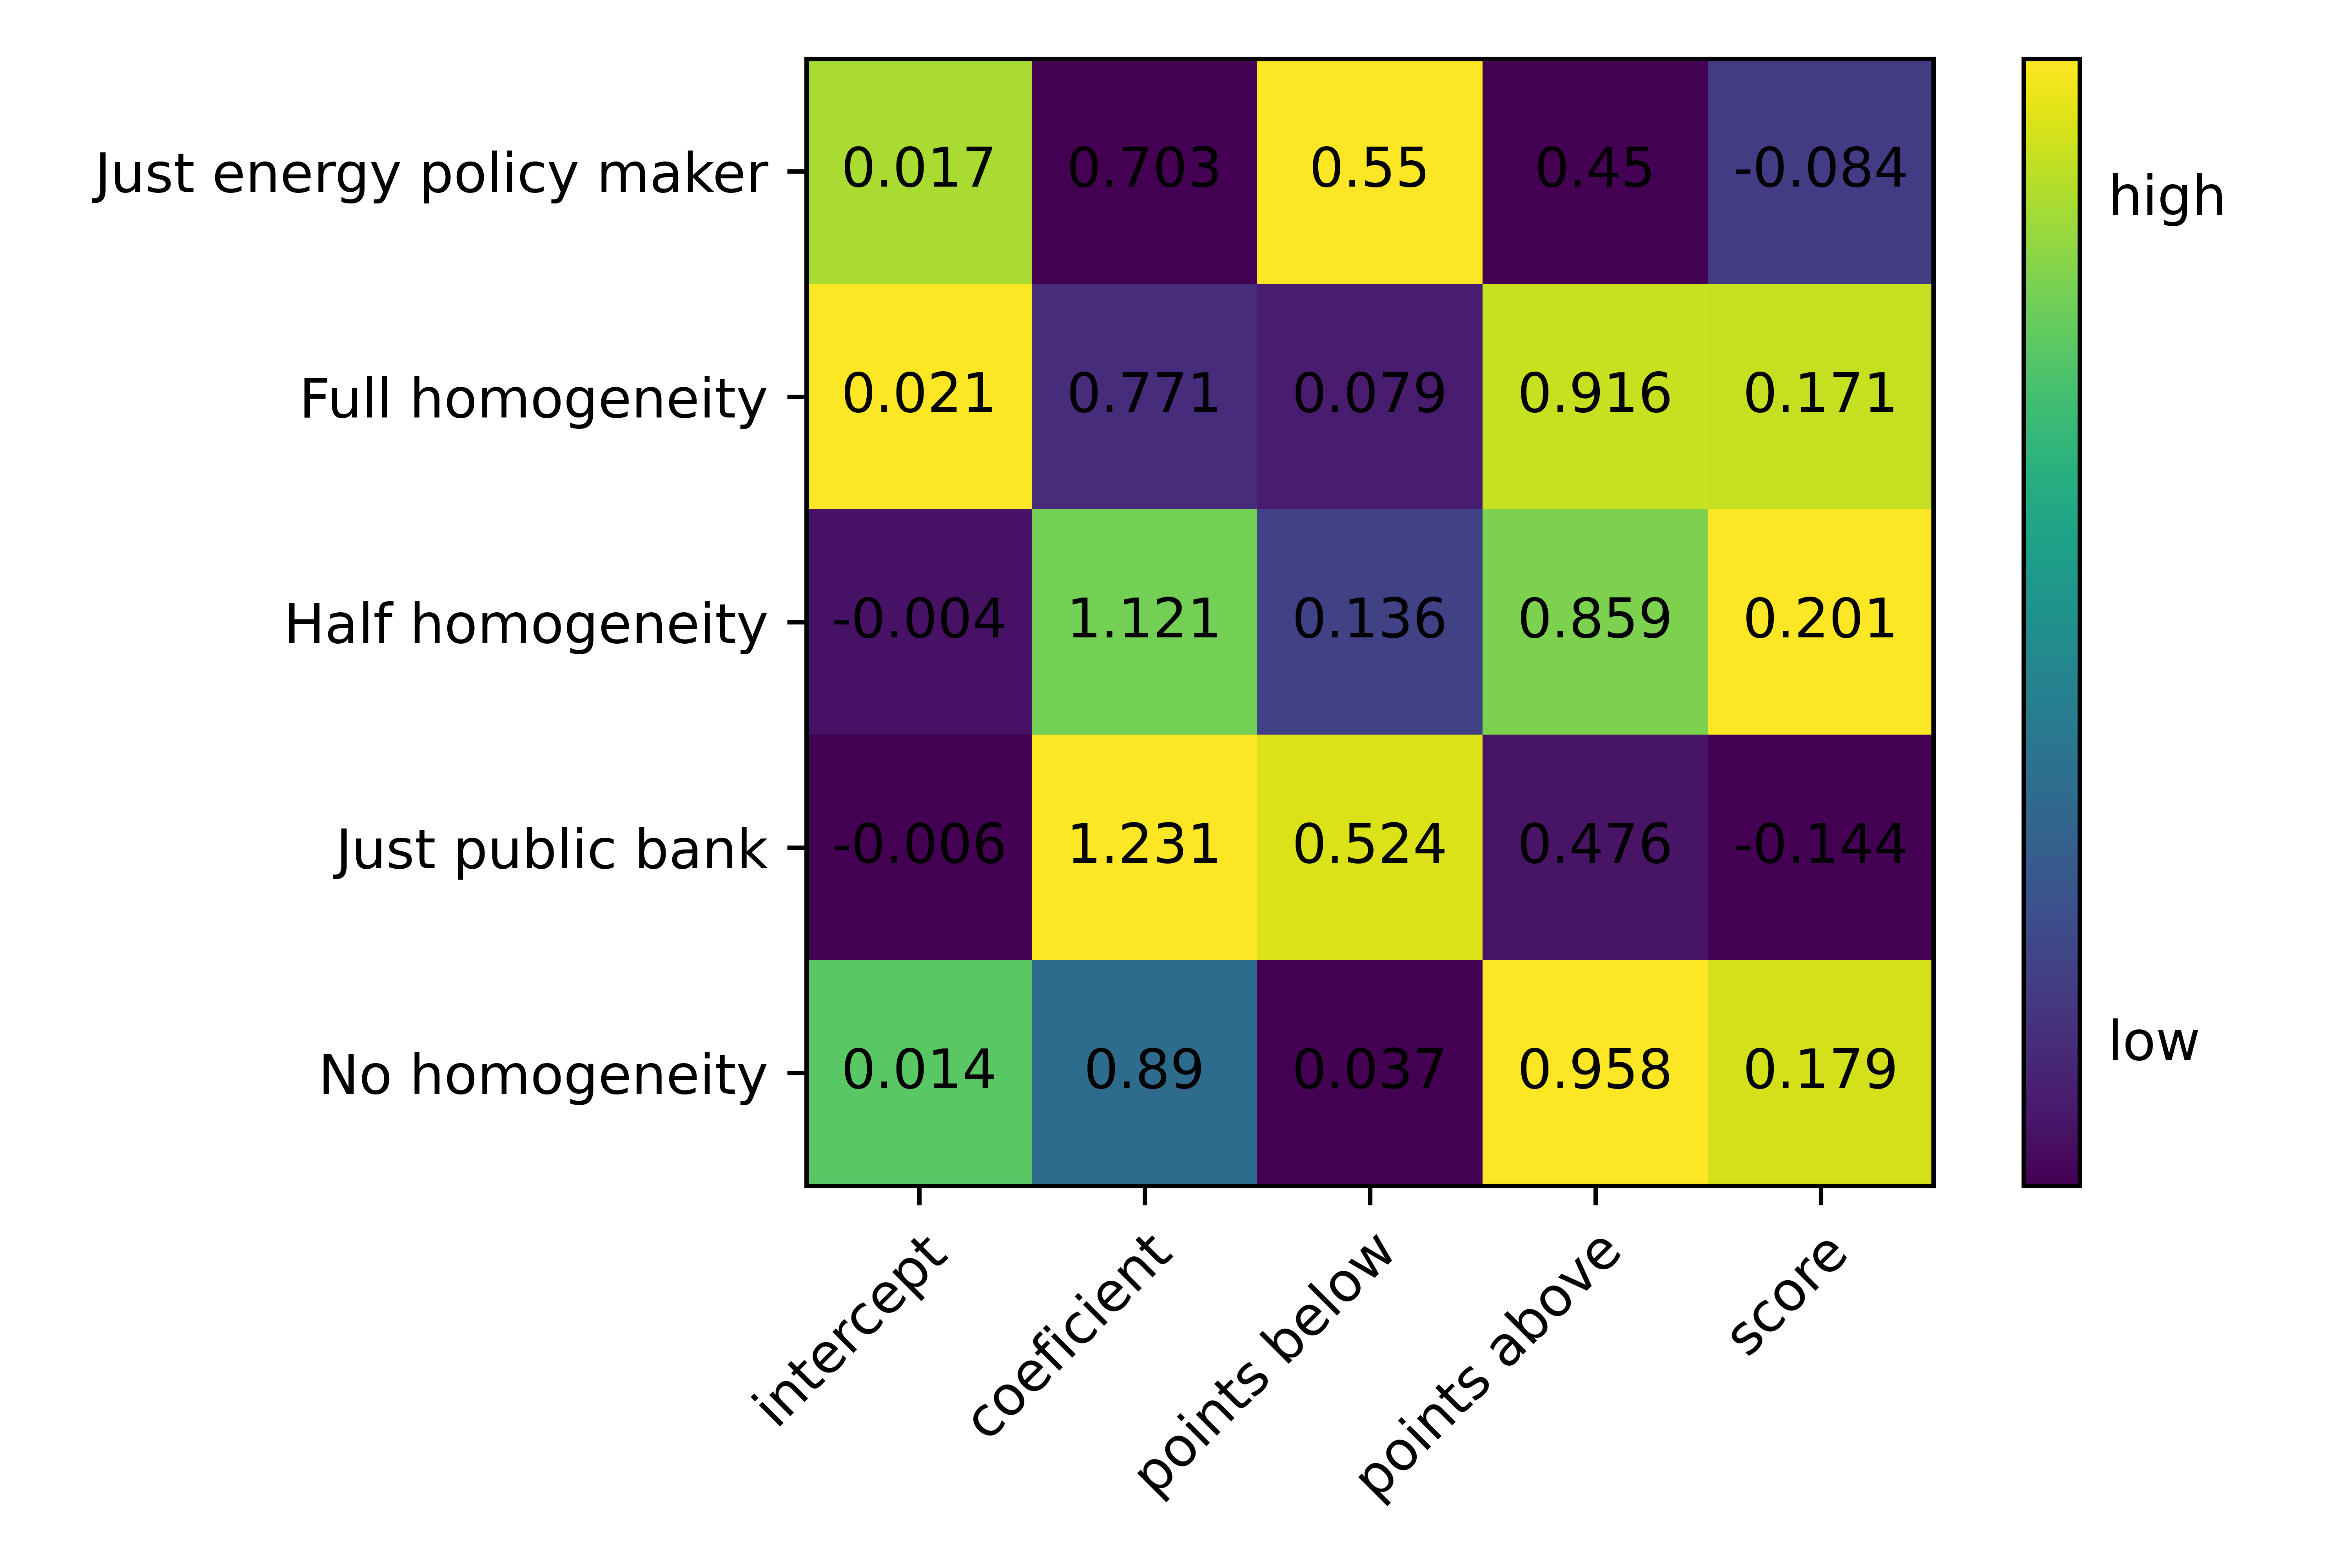 Just energy policy maker 0.017 0.703 0.55 0.45 -0.084
high
Full homogeneity 0.021 0.771 0.079 0.916 0.171
Half homogeneity -0.004 1.121 0.136 0.859 0.201
Just public bank -0.006 1.231 0.524 0.476 -0.144
No homogeneity 0.014 0.89 0.037 0.958 0.179
low
intercept
coeficient
points below
points above
score